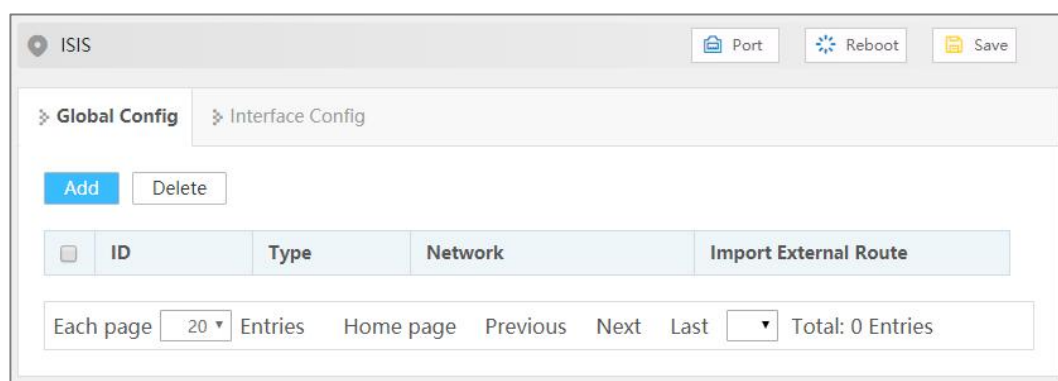 ISIS Port Reboot Save
Global Config Interface Config
Add Delete
ID Type Network Import External Route
Each page 20 Entries Home page Previous Next Last Total: 0 Entries